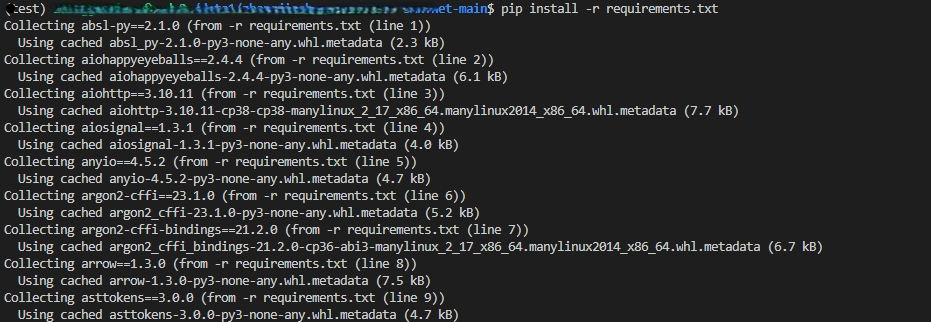 test) et-main$ pip install -r requirements.txt
Collecting absl-py==2.1.0 (from -r requirements.txt (line 1))
Using cached absl_py-2.1.0-py3-none-any.whl.metadata (2.3 kB)
Collecting aiohappyeyeballs==2.4.4 (from -r requirements.txt (line 2))
Using cached aiohappyeyeballs-2.4.4-py3-none-any.whl.metadata (6.1 kB)
Collecting aiohttp==3.10.11 (from -r requirements.txt (line 3))
Using cached aiohttp-3.10.11-cp38-cp38-manylinux_2_17_x86_64.manylinux2014_x86_64.whl.metadata (7.7 kB)
Collecting aiosignal==1.3.1 (from -r requirements.txt (line 4))
Using cached aiosignal-1.3.1-py3-none-any.whl.metadata (4.0 kB)
Collecting anyio==4.5.2 (from -r requirements.txt (line 5))
Using cached anyio-4.5.2-py3-none-any.whl.metadata (4.7 kB)
Collecting argon2-cffi==23.1.0 (from -r requirements.txt (line 6))
Using cached argon2_cffi-23.1.0-py3-none-any.whl.metadata (5.2 kB)
Collecting argon2-cffi-bindings==21.2.0 (from -r requirements.txt (line 7))
Using cached argon2_cffi_bindings-21.2.0-cp36-abi3-manylinux_2_17_x86_64.manylinux2014_x86_64.whl.metadata (6.7 kB)
Collecting arrow==1.3.0 (from -r requirements.txt (line 8))
Using cached arrow-1.3.0-py3-none-any.whl.metadata (7.5 kB)
Collecting asttokens==3.0.0 (from -r requirements.txt (line 9))
Using cached asttokens-3.0.0-py3-none-any.whl.metadata (4.7 kB)